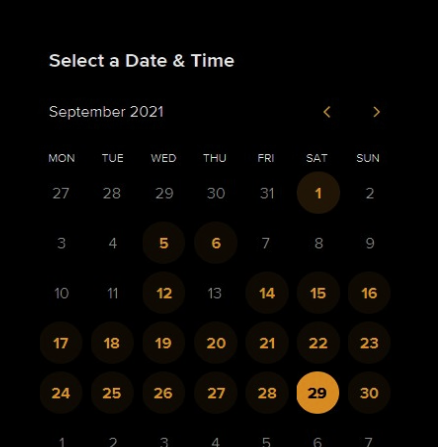 Select a Date & Time
September 2021
MON TUE WED THU FRI SAT SUN
27 28 29 30 31 1 2
3 4 5 6 7 8 9
10 11 12 13 14 15 16
17 18 19 20 21 22 23
24 25 26 27 28 29 30
1 2 3 4 5 6 7